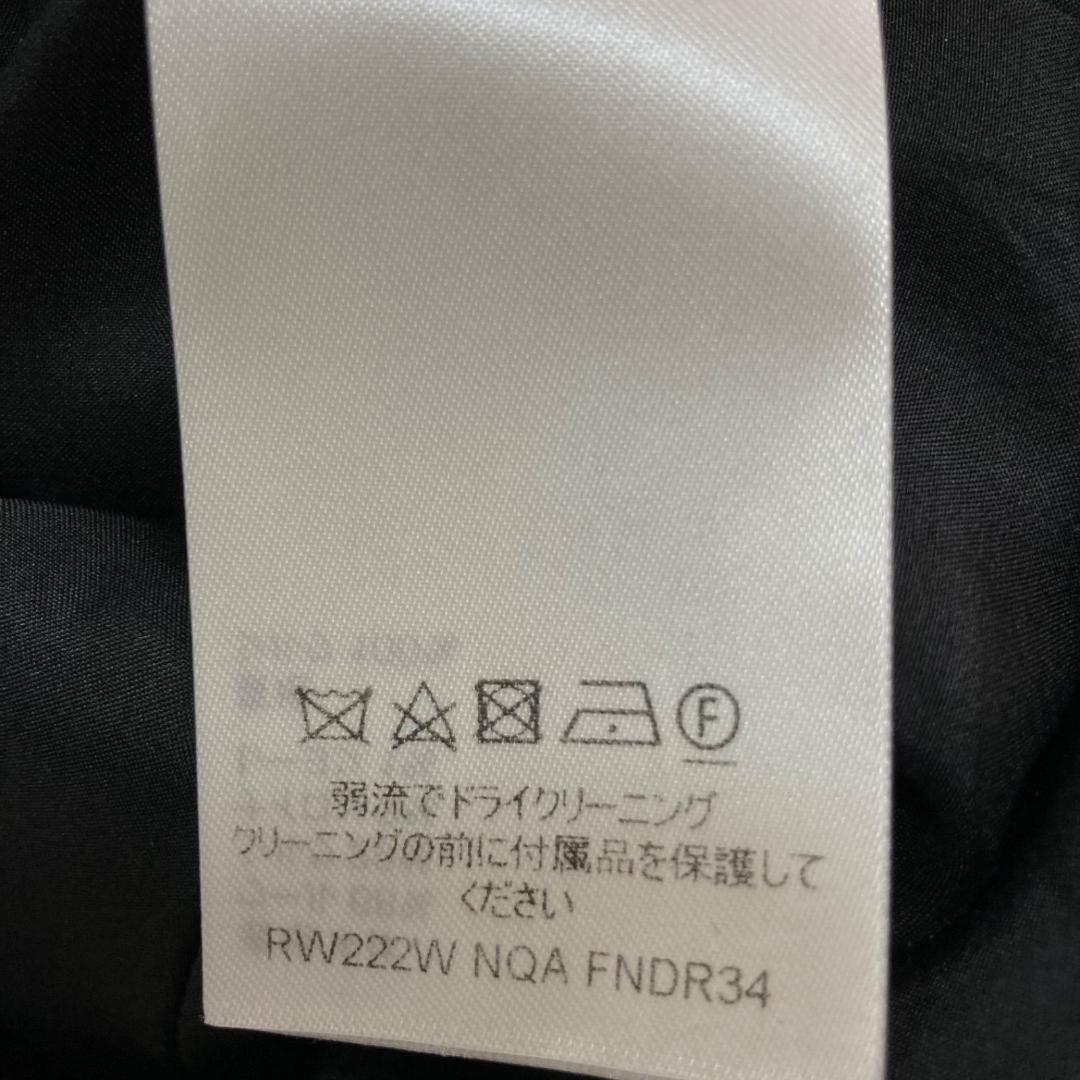 F
弱流でドライクリーニング
クリーニングの前に付属品を保護して
ください
RW222W NQA FNDR34